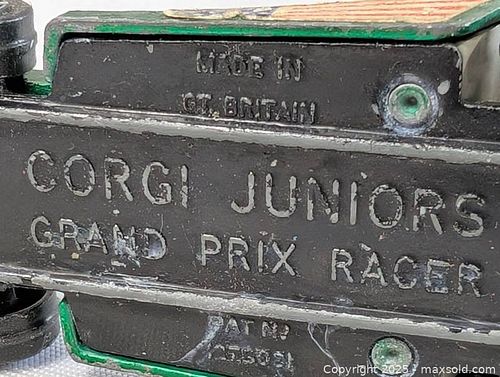 MADE IN
GT. BRITAIN
CORGI JUNIORS
GRAND PRIX RACER
PAT NO
Copyright 2025 - maxsold.com